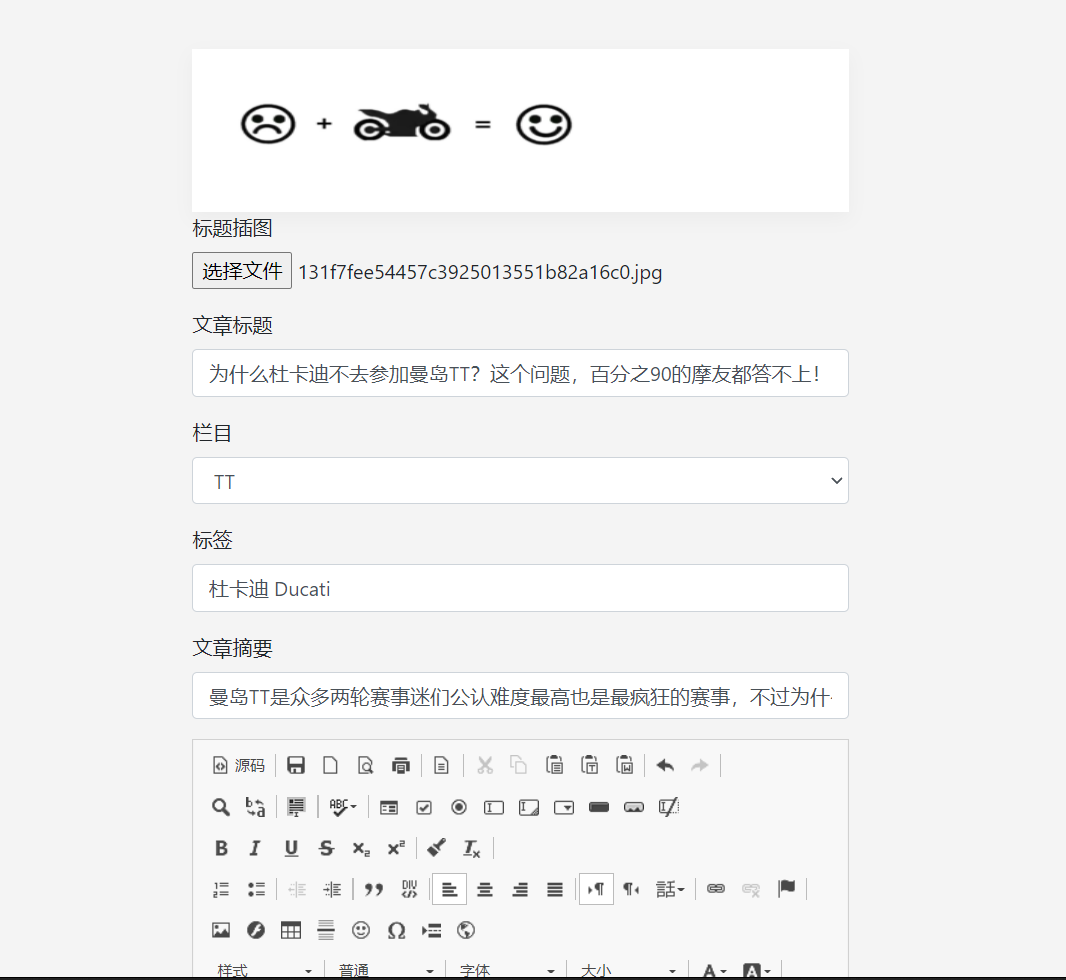 + =
标题插图
选择文件 131f7fee54457c3925013551b82a16c0.jpg
文章标题
为什么杜卡迪不去参加曼岛TT？这个问题，百分之90的摩友都答不上！
栏目
TT
标签
杜卡迪 Ducati
文章摘要
曼岛TT是众多两轮赛事迷们公认难度最高也是最疯狂的赛事，不过为什
源码
样式 普通 字体 大小